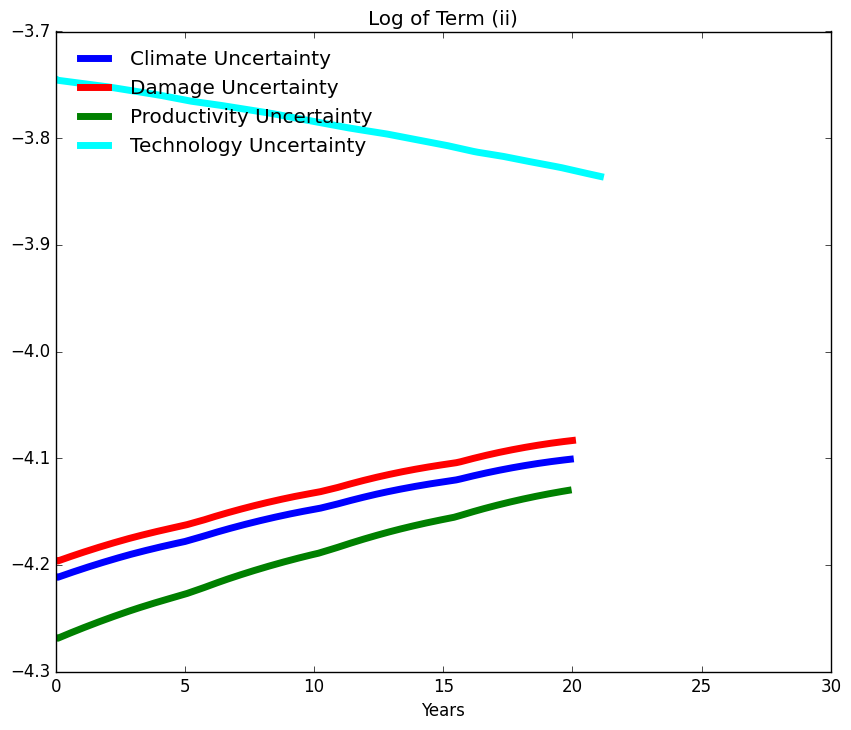 Log of Term (ii)
−3.7
−3.8
−3.9
−4.0
−4.1
−4.2
−4.3
Climate Uncertainty
Damage Uncertainty
Productivity Uncertainty
Technology Uncertainty
0 5 10 15 20 25 30
Years